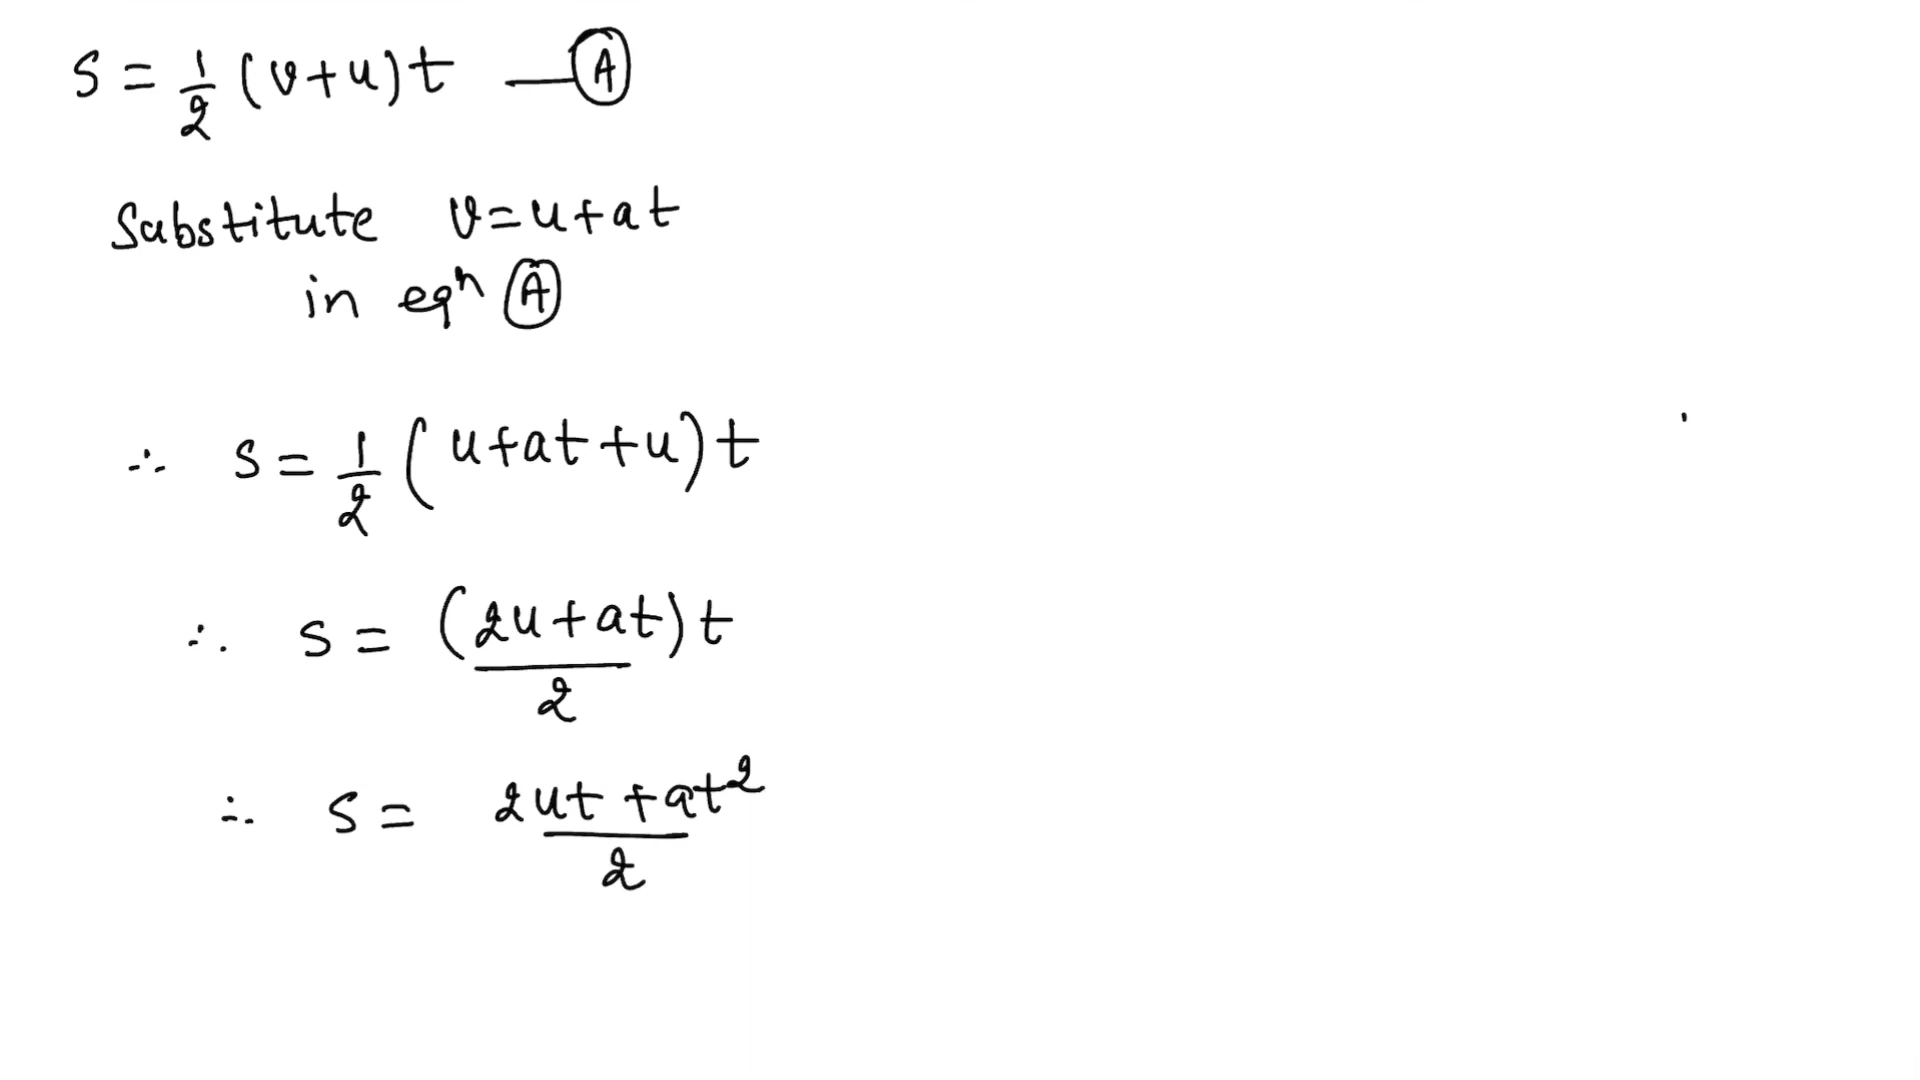 S = 1/2 (v+u)t — Ⓐ
Substitute v=u+at
in eqⁿ Ⓐ
∴ s = 1/2 (u+at+u)t
∴ s = (2u+at)t/2
∴ s = 2ut+at²/2